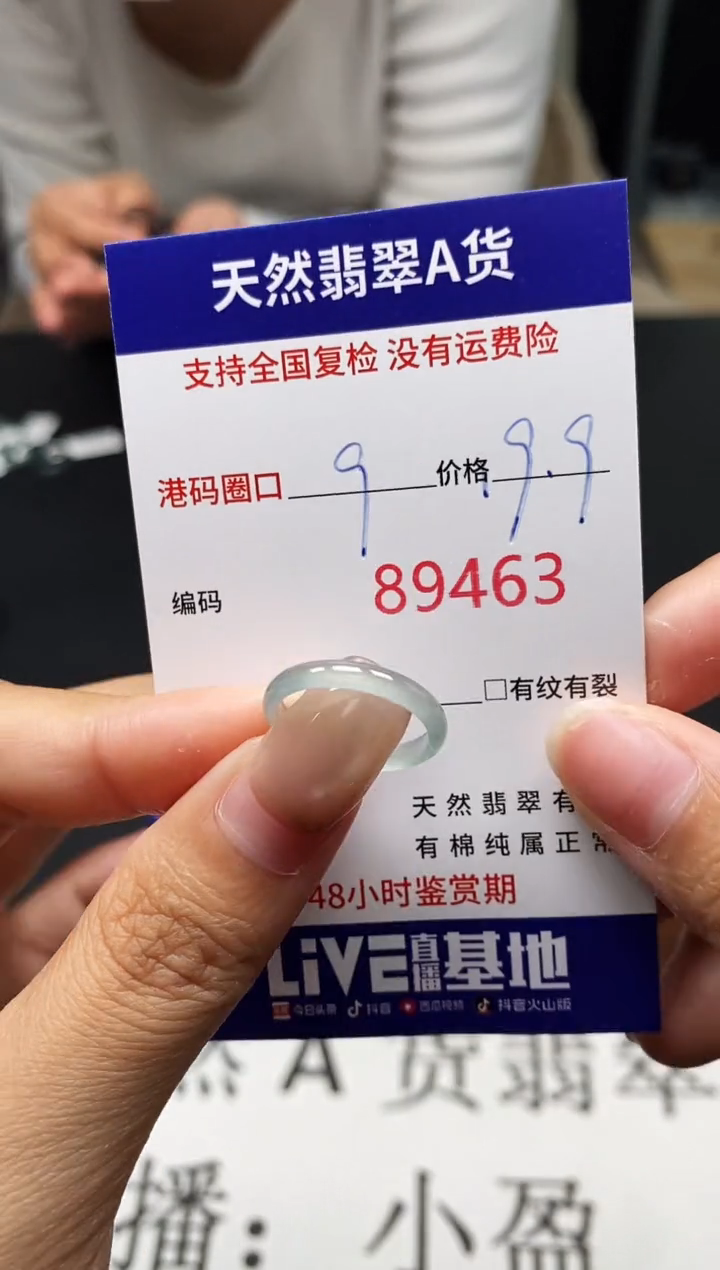 天然翡翠A货
支持全国复检 没有运费险
港码圈口 9 价格 9.9
编码 89463
□有纹有裂
天然翡翠有
有棉纯属正常
48小时鉴赏期
LiVE直播基地
今日头条 抖音 西瓜视频 抖音火山版
然A货翡翠
播：小盈